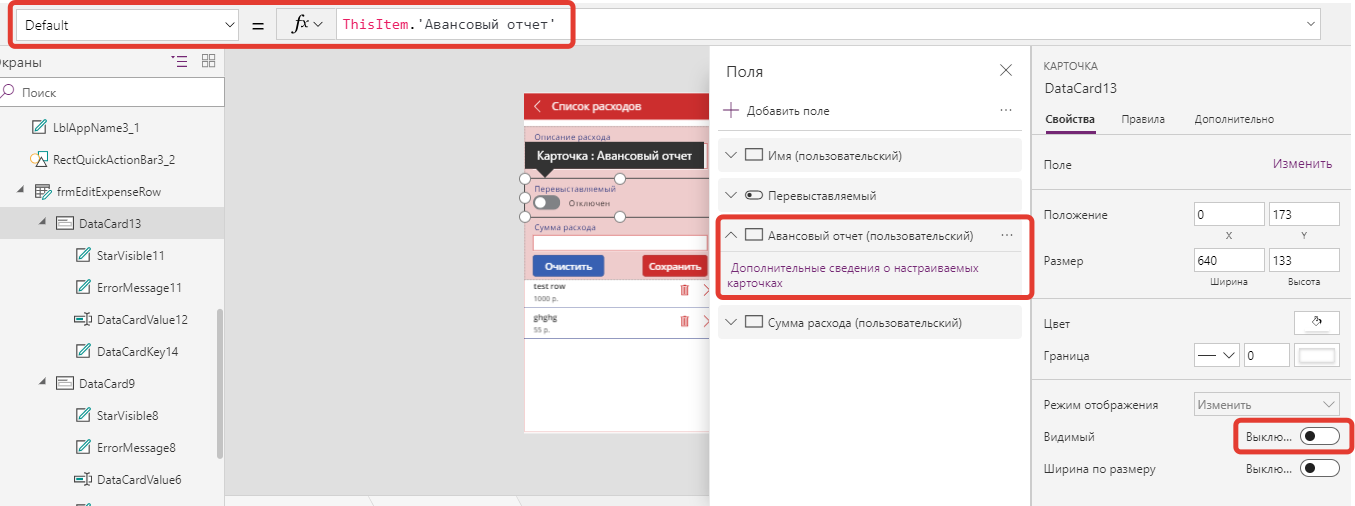 Default
=
fx
ThisItem.'Авансовый отчет'
Экраны
Поиск
LblAppName3_1
RectQuickActionBar3_2
frmEditExpenseRow
DataCard13
StarVisible11
ErrorMessage11
DataCardValue12
DataCardKey14
DataCard9
StarVisible8
ErrorMessage8
DataCardValue6
Список расходов
Описание расхода
Карточка : Авансовый отчет
Перевыставляемый
Отключен
Сумма расхода
Очистить
Сохранить
test row
1000 р.
ghghg
55 р.
Поля
Добавить поле
...
Имя (пользовательский)
Перевыставляемый
Авансовый отчет (пользовательский)
...
Дополнительные сведения о настраиваемых
карточках
Сумма расхода (пользовательский)
КАРТОЧКА
DataCard13
Свойства Правила Дополнительно
Поле Изменить
Положение 0 173
X Y
Размер 640 133
Ширина Высота
Цвет
Граница 0
Режим отображения Изменить
Видимый Выклю...
Ширина по размеру Выклю...